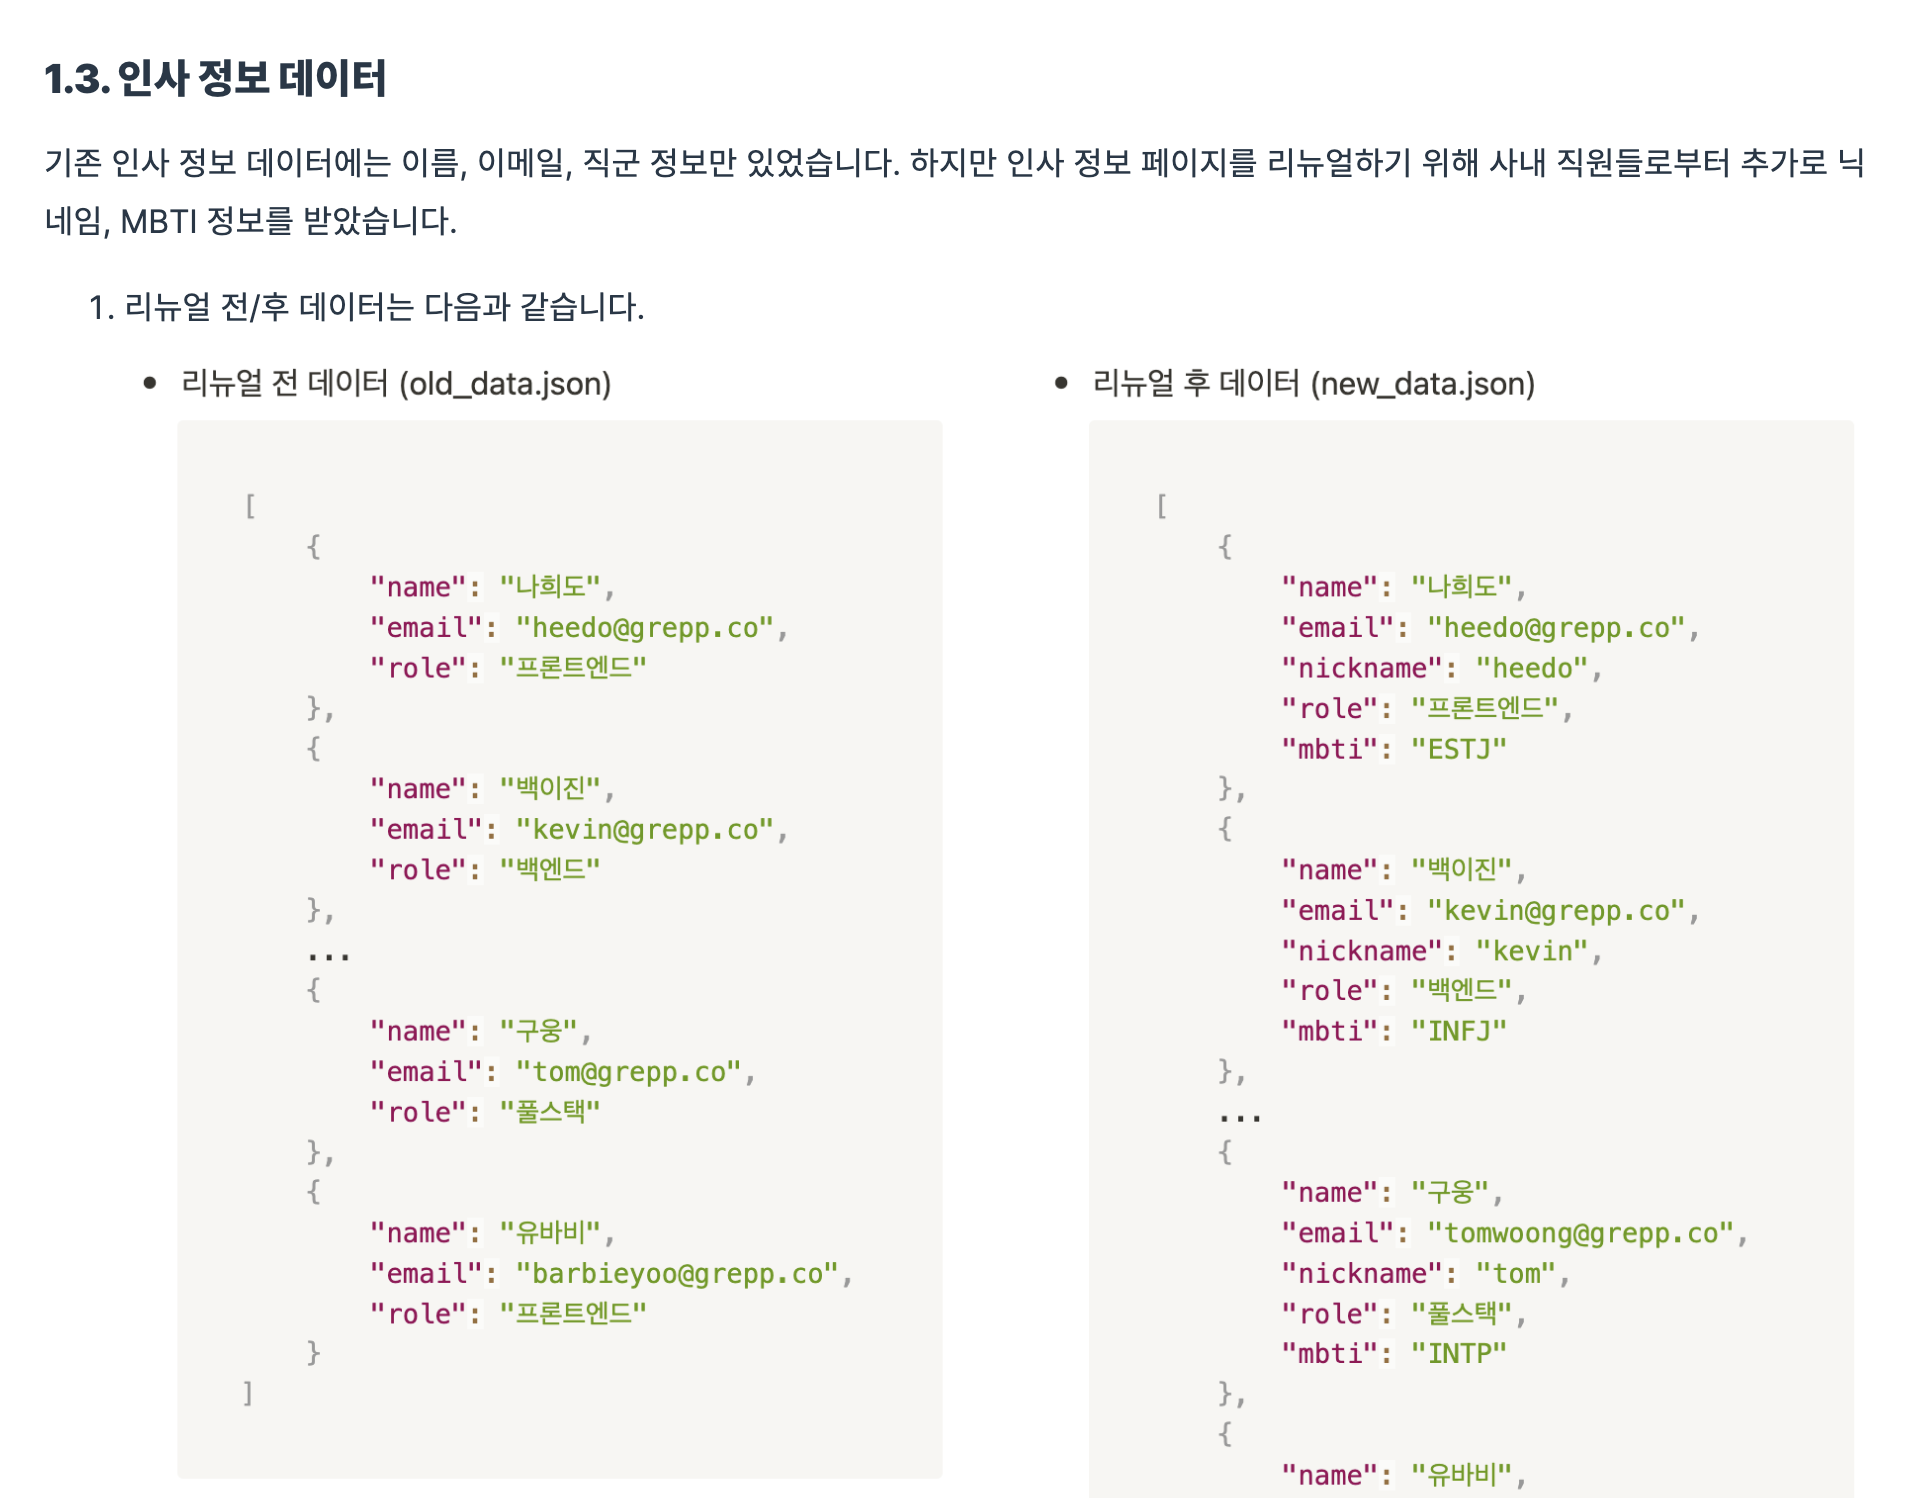 1.3. 인사 정보 데이터
기존 인사 정보 데이터에는 이름, 이메일, 직군 정보만 있었습니다. 하지만 인사 정보 페이지를 리뉴얼하기 위해 사내 직원들로부터 추가로 닉
네임, MBTI 정보를 받았습니다.
1. 리뉴얼 전/후 데이터는 다음과 같습니다.
• 리뉴얼 전 데이터 (old_data.json)
[
{
"name": "나희도",
"email": "heedo@grepp.co",
"role": "프론트엔드"
},
{
"name": "백이진",
"email": "kevin@grepp.co",
"role": "백엔드"
},
...
{
"name": "구웅",
"email": "tom@grepp.co",
"role": "풀스택"
},
{
"name": "유바비",
"email": "barbieyoo@grepp.co",
"role": "프론트엔드"
}
]
• 리뉴얼 후 데이터 (new_data.json)
[
{
"name": "나희도",
"email": "heedo@grepp.co",
"nickname": "heedo",
"role": "프론트엔드",
"mbti": "ESTJ"
},
{
"name": "백이진",
"email": "kevin@grepp.co",
"nickname": "kevin",
"role": "백엔드",
"mbti": "INFJ"
},
...
{
"name": "구웅",
"email": "tomwoong@grepp.co",
"nickname": "tom",
"role": "풀스택",
"mbti": "INTP"
},
{
"name": "유바비",